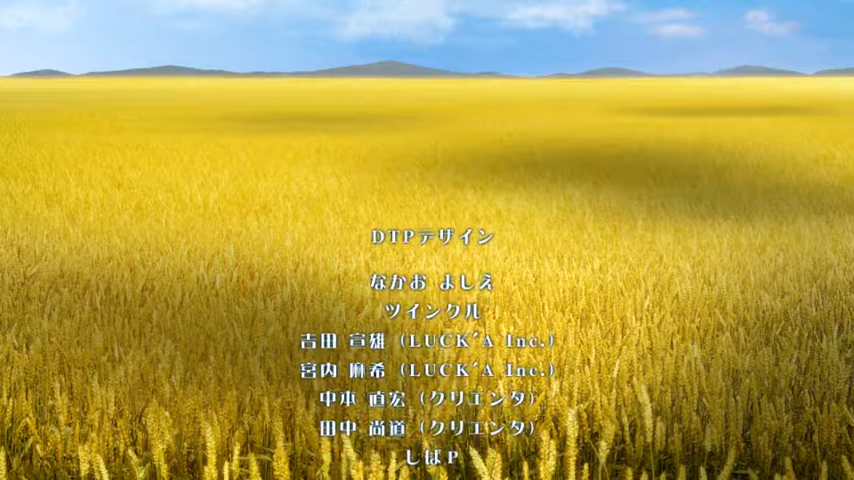 DTPデザイン
なかお よしえ
ツインクル
吉田 宣雄（LUCK'A Inc.）
宮内 麻希（LUCK'A Inc.）
中本 直宏（クリエンタ）
田中 尚道（クリエンタ）
しばP